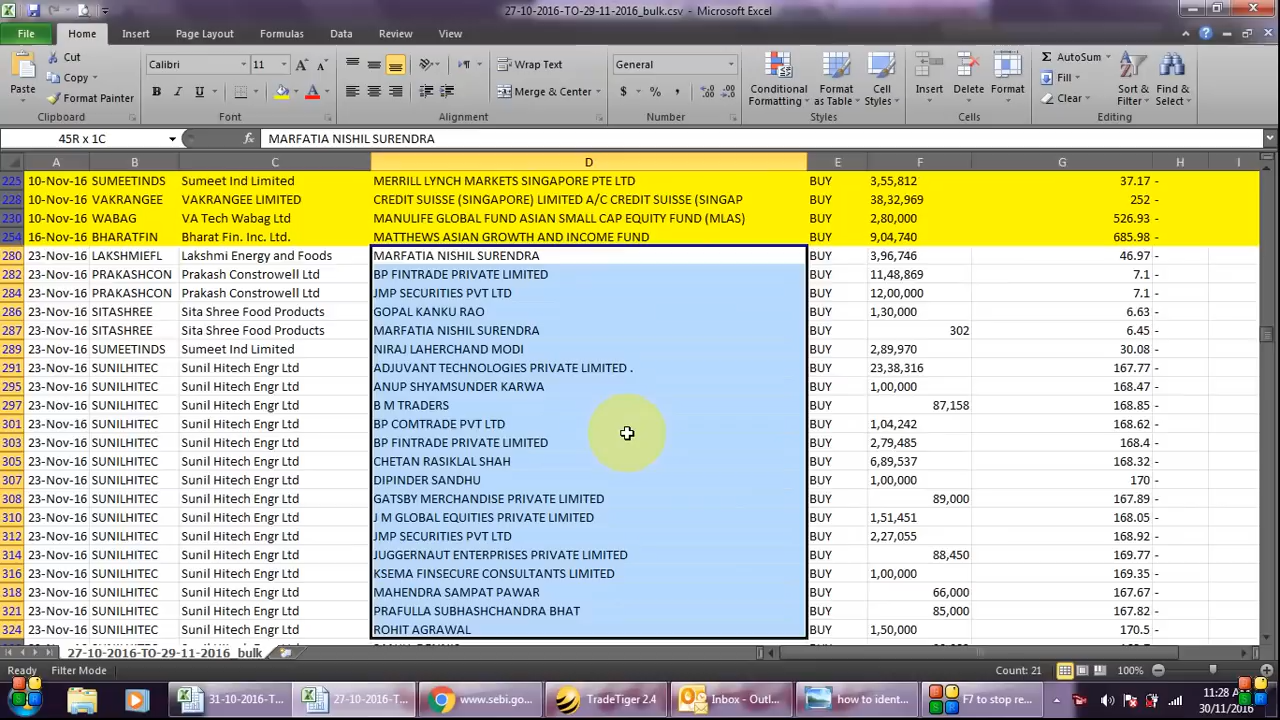 27-10-2016-TO-29-11-2016_bulk.csv - Microsoft Excel
File Home Insert Page Layout Formulas Data Review View
Cut
Copy
Format Painter
Paste
Clipboard
Calibri 11
B I U
Font
Wrap Text
Merge & Center
Alignment
General
$ % ,
Number
Conditional Formatting
Format as Table
Cell Styles
Styles
Insert Delete Format
Cells
Σ AutoSum
Fill
Clear
Sort & Filter
Find & Select
Editing
45R x 1C fx MARFATIA NISHIL SURENDRA
A B C D E F G H I
225 10-Nov-16 SUMEETINDS Sumeet Ind Limited MERRILL LYNCH MARKETS SINGAPORE PTE LTD BUY 3,55,812 37.17 -
228 10-Nov-16 VAKRANGEE VAKRANGEE LIMITED CREDIT SUISSE (SINGAPORE) LIMITED A/C CREDIT SUISSE (SINGAP BUY 38,32,969 252 -
230 10-Nov-16 WABAG VA Tech Wabag Ltd MANULIFE GLOBAL FUND ASIAN SMALL CAP EQUITY FUND (MLAS) BUY 2,80,000 526.93 -
254 16-Nov-16 BHARATFIN Bharat Fin. Inc. Ltd. MATTHEWS ASIAN GROWTH AND INCOME FUND BUY 9,04,740 685.98 -
280 23-Nov-16 LAKSHMIEFL Lakshmi Energy and Foods MARFATIA NISHIL SURENDRA BUY 3,96,746 46.97 -
282 23-Nov-16 PRAKASHCON Prakash Constrowell Ltd BP FINTRADE PRIVATE LIMITED BUY 11,48,869 7.1 -
284 23-Nov-16 PRAKASHCON Prakash Constrowell Ltd JMP SECURITIES PVT LTD BUY 12,00,000 7.1 -
286 23-Nov-16 SITASHREE Sita Shree Food Products GOPAL KANKU RAO BUY 1,30,000 6.63 -
287 23-Nov-16 SITASHREE Sita Shree Food Products MARFATIA NISHIL SURENDRA BUY 302 6.45 -
289 23-Nov-16 SUMEETINDS Sumeet Ind Limited NIRAJ LAHERCHAND MODI BUY 2,89,970 30.08 -
291 23-Nov-16 SUNILHITEC Sunil Hitech Engr Ltd ADJUVANT TECHNOLOGIES PRIVATE LIMITED . BUY 23,38,316 167.77 -
295 23-Nov-16 SUNILHITEC Sunil Hitech Engr Ltd ANUP SHYAMSUNDER KARWA BUY 1,00,000 168.47 -
297 23-Nov-16 SUNILHITEC Sunil Hitech Engr Ltd B M TRADERS BUY 87,158 168.85 -
301 23-Nov-16 SUNILHITEC Sunil Hitech Engr Ltd BP COMTRADE PVT LTD BUY 1,04,242 168.62 -
303 23-Nov-16 SUNILHITEC Sunil Hitech Engr Ltd BP FINTRADE PRIVATE LIMITED BUY 2,79,485 168.4 -
305 23-Nov-16 SUNILHITEC Sunil Hitech Engr Ltd CHETAN RASIKLAL SHAH BUY 6,89,537 168.32 -
307 23-Nov-16 SUNILHITEC Sunil Hitech Engr Ltd DIPINDER SANDHU BUY 1,00,000 170 -
308 23-Nov-16 SUNILHITEC Sunil Hitech Engr Ltd GATSBY MERCHANDISE PRIVATE LIMITED BUY 89,000 167.89 -
310 23-Nov-16 SUNILHITEC Sunil Hitech Engr Ltd J M GLOBAL EQUITIES PRIVATE LIMITED BUY 1,51,451 168.05 -
312 23-Nov-16 SUNILHITEC Sunil Hitech Engr Ltd JMP SECURITIES PVT LTD BUY 2,27,055 168.92 -
314 23-Nov-16 SUNILHITEC Sunil Hitech Engr Ltd JUGGERNAUT ENTERPRISES PRIVATE LIMITED BUY 88,450 169.77 -
316 23-Nov-16 SUNILHITEC Sunil Hitech Engr Ltd KSEMA FINSECURE CONSULTANTS LIMITED BUY 1,00,000 169.35 -
318 23-Nov-16 SUNILHITEC Sunil Hitech Engr Ltd MAHENDRA SAMPAT PAWAR BUY 66,000 167.67 -
321 23-Nov-16 SUNILHITEC Sunil Hitech Engr Ltd PRAFULLA SUBHASHCHANDRA BHAT BUY 85,000 167.82 -
324 23-Nov-16 SUNILHITEC Sunil Hitech Engr Ltd ROHIT AGRAWAL BUY 1,50,000 170.5 -
27-10-2016-TO-29-11-2016_bulk
Ready Filter Mode Count: 21 100%
31-10-2016-T... 27-10-2016-T... www.sebi.go... TradeTiger 2.4 Inbox - Outl... how to ident... F7 to stop re...
11:28
30/11/2016